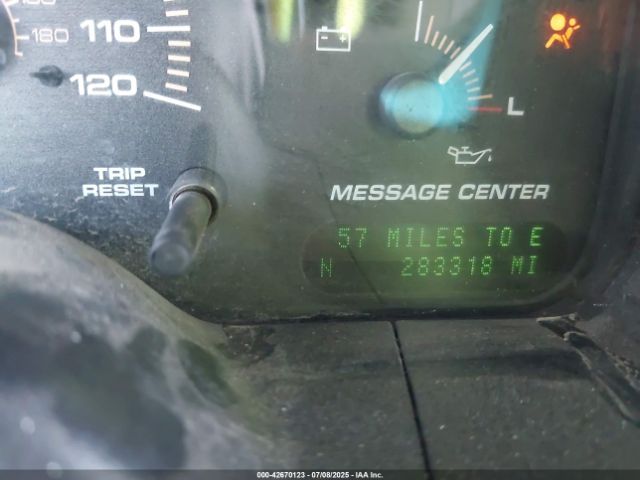 110
180
120
L
TRIP
RESET
MESSAGE CENTER
57 MILES TO E
N 283318 MI
000-42670123 | 07/08/2025 - IAA Inc.